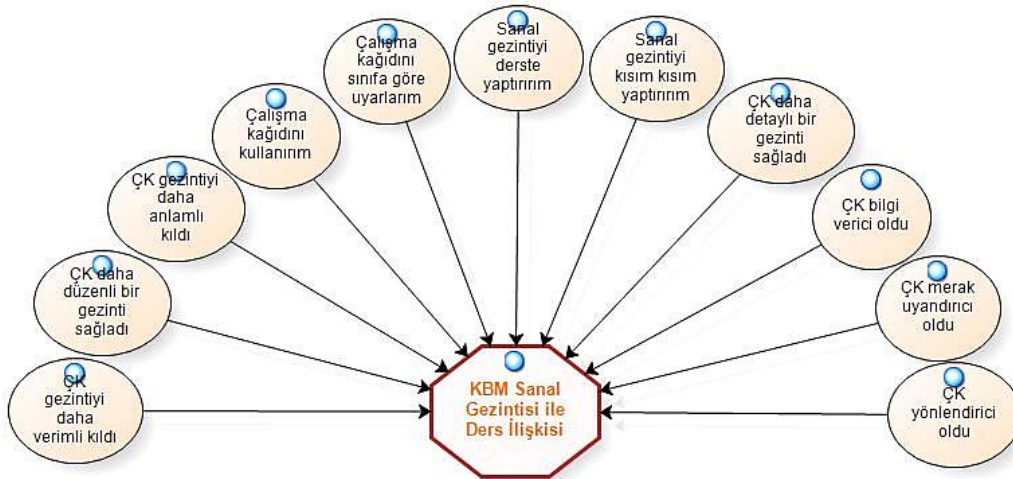 Sanal
gezintiyi
derste
yaptırırım
Sanal
gezintiyi
kısım kısım
yaptırırım
Çalışma
kağıdını
sınıfa göre
uyarlarım
ÇK daha
detaylı bir
gezinti
sağladı
Çalışma
kağıdını
kullanırım
ÇK gezintiyi
daha
anlamlı
kıldı
ÇK bilgi
verici oldu
ÇK daha
düzenli bir
gezinti
sağladı
ÇK merak
uyandırıcı
oldu
ÇK
gezintiyi
daha
verimli kıldı
ÇK
yönlendirici
oldu
KBM Sanal
Gezintisi ile
Ders İlişkisi